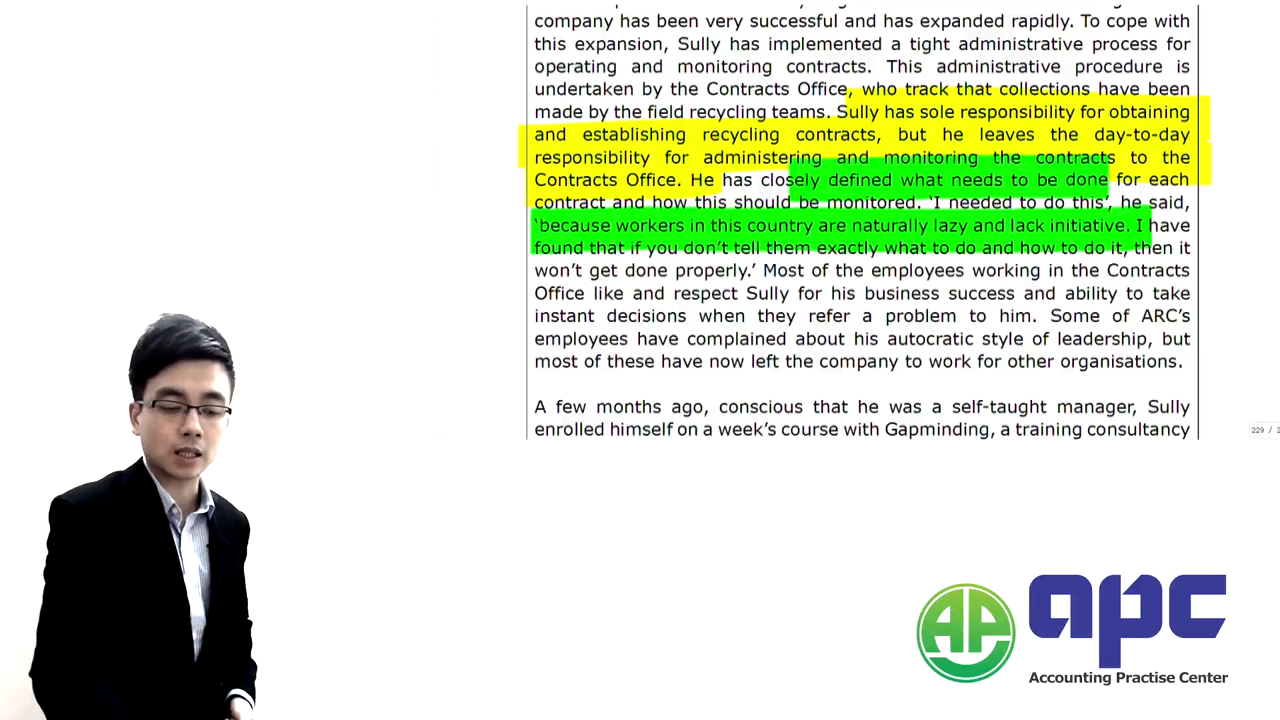 company has been very successful and has expanded rapidly. To cope with
this expansion, Sully has implemented a tight administrative process for
operating and monitoring contracts. This administrative procedure is
undertaken by the Contracts Office, who track that collections have been
made by the field recycling teams. Sully has sole responsibility for obtaining
and establishing recycling contracts, but he leaves the day-to-day
responsibility for administering and monitoring the contracts to the
Contracts Office. He has closely defined what needs to be done for each
contract and how this should be monitored. ‘I needed to do this’, he said,
‘because workers in this country are naturally lazy and lack initiative. I have
found that if you don’t tell them exactly what to do and how to do it, then it
won’t get done properly.’ Most of the employees working in the Contracts
Office like and respect Sully for his business success and ability to take
instant decisions when they refer a problem to him. Some of ARC’s
employees have complained about his autocratic style of leadership, but
most of these have now left the company to work for other organisations.
A few months ago, conscious that he was a self-taught manager, Sully
enrolled himself on a week’s course with Gapminding, a training consultancy
229 / 2
AP
apc
Accounting Practise Center